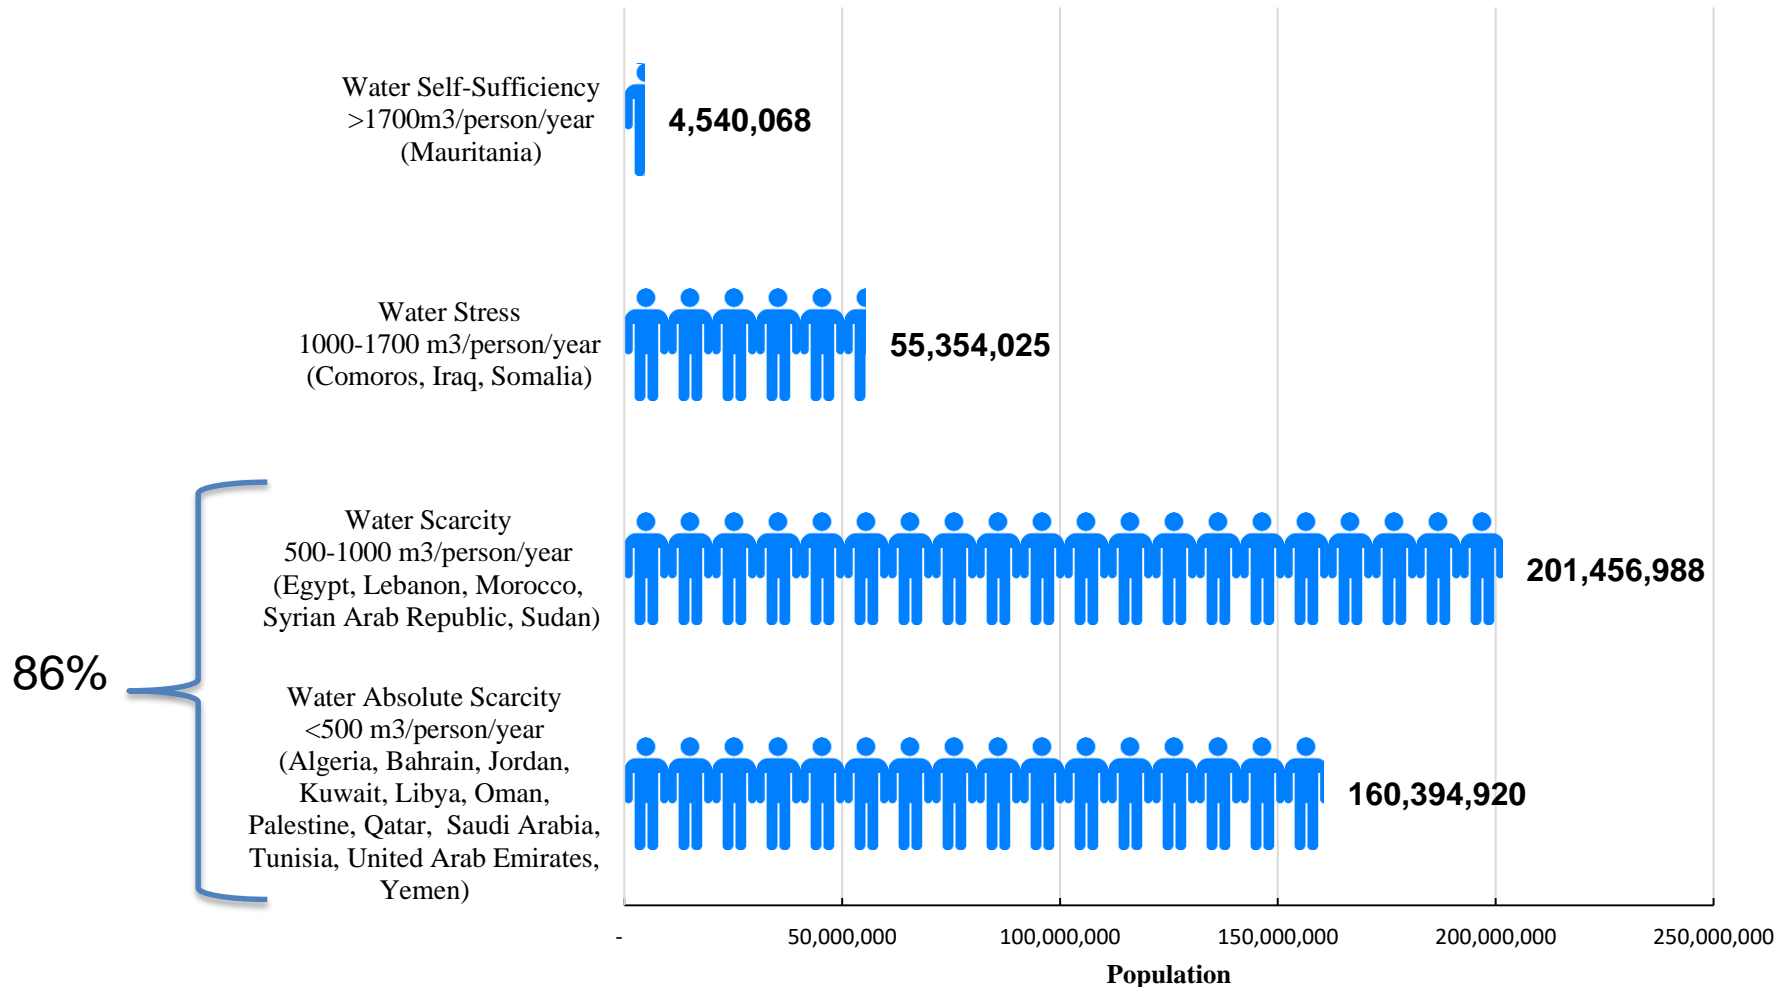 Water Self-Sufficiency
>1700m3/person/year
(Mauritania)
4,540,068
Water Stress
1000-1700 m3/person/year
(Comoros, Iraq, Somalia)
55,354,025
Water Scarcity
500-1000 m3/person/year
(Egypt, Lebanon, Morocco,
Syrian Arab Republic, Sudan)
201,456,988
86%
Water Absolute Scarcity
<500 m3/person/year
(Algeria, Bahrain, Jordan,
Kuwait, Libya, Oman,
Palestine, Qatar,  Saudi Arabia,
Tunisia, United Arab Emirates,
Yemen)
160,394,920
- 50,000,000 100,000,000 150,000,000 200,000,000 250,000,000
Population